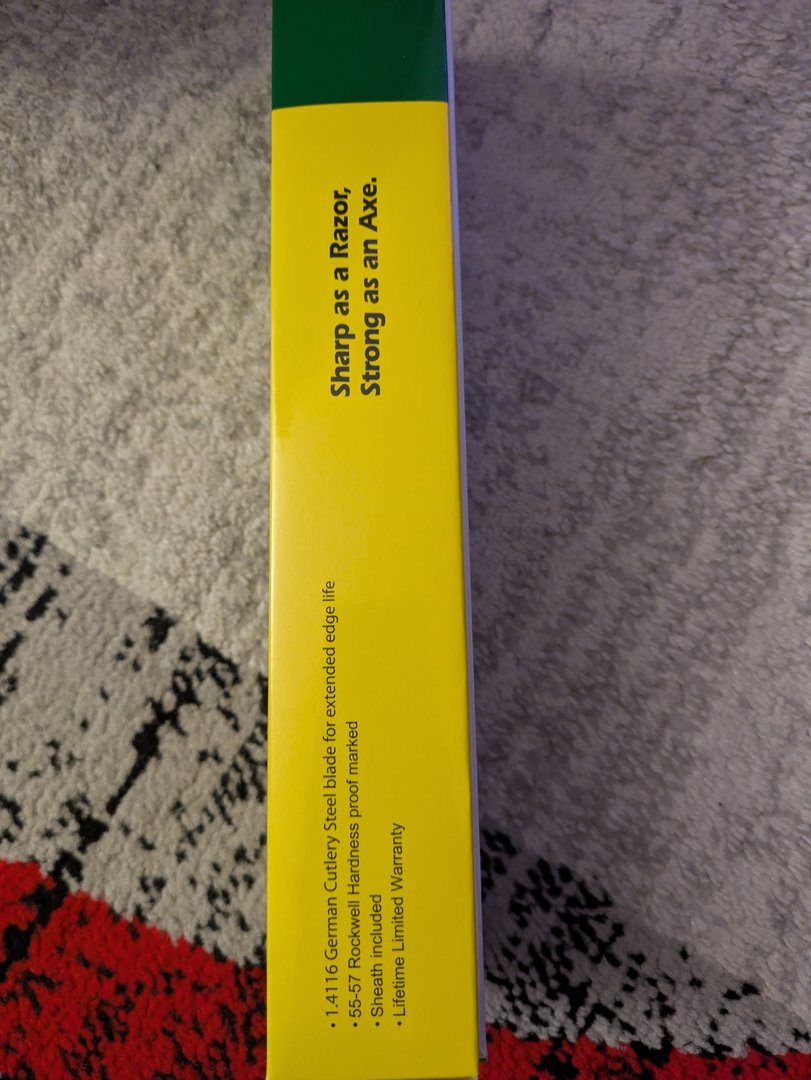 Sharp as a Razor,
Strong as an Axe.
• 1.4116 German Cutlery Steel blade for extended edge life
• 55-57 Rockwell Hardness proof marked
• Sheath included
• Lifetime Limited Warranty